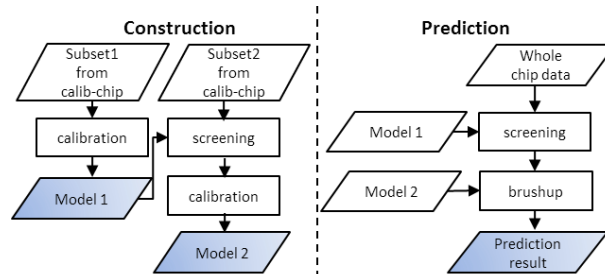 Construction
Subset1
from
calib-chip
Subset2
from
calib-chip
calibration
screening
Model 1
calibration
Model 2
Prediction
Whole
chip data
Model 1
screening
Model 2
brushup
Prediction
result